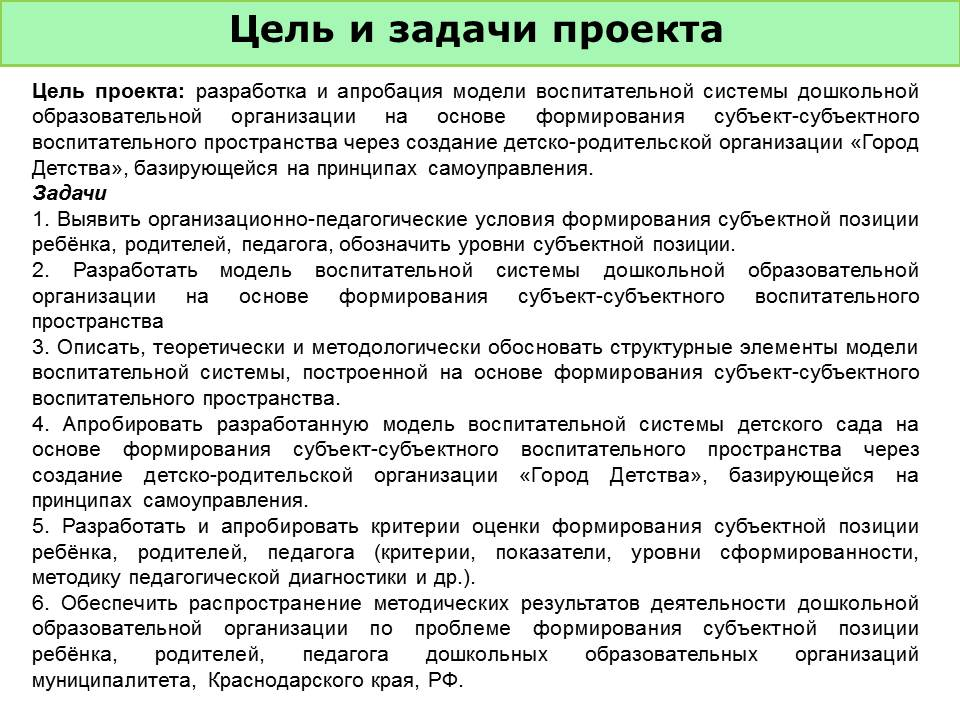 Цель и задачи проекта
Цель проекта: разработка и апробация модели воспитательной системы дошкольной
образовательной организации на основе формирования субъект-субъектного
воспитательного пространства через создание детско-родительской организации «Город
Детства», базирующейся на принципах самоуправления.
Задачи
1. Выявить организационно-педагогические условия формирования субъектной позиции
ребёнка, родителей, педагога, обозначить уровни субъектной позиции.
2. Разработать модель воспитательной системы дошкольной образовательной
организации на основе формирования субъект-субъектного воспитательного
пространства
3. Описать, теоретически и методологически обосновать структурные элементы модели
воспитательной системы, построенной на основе формирования субъект-субъектного
воспитательного пространства.
4. Апробировать разработанную модель воспитательной системы детского сада на
основе формирования субъект-субъектного воспитательного пространства через
создание детско-родительской организации «Город Детства», базирующейся на
принципах самоуправления.
5. Разработать и апробировать критерии оценки формирования субъектной позиции
ребёнка, родителей, педагога (критерии, показатели, уровни сформированности,
методику педагогической диагностики и др.).
6. Обеспечить распространение методических результатов деятельности дошкольной
образовательной организации по проблеме формирования субъектной позиции
ребёнка, родителей, педагога дошкольных образовательных организаций
муниципалитета, Краснодарского края, РФ.